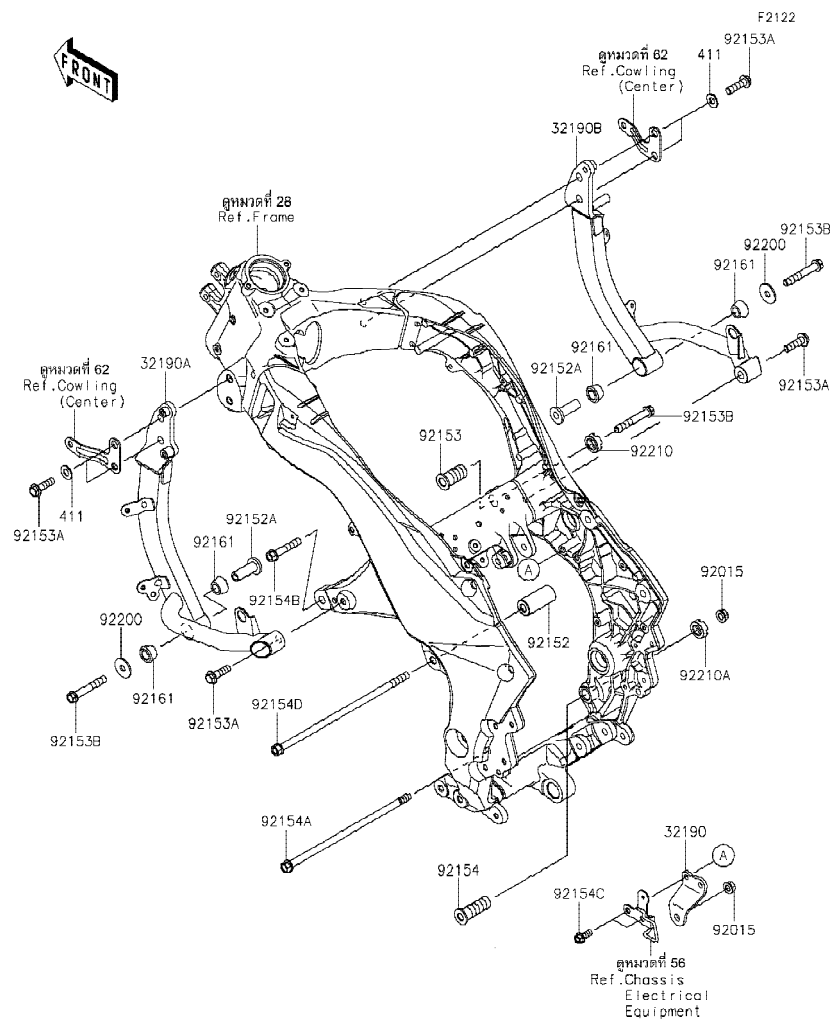 F2122
92153A
ดูหมวดที่ 62
411
Ref.Cowling
(Center)
32190B
ดูหมวดที่ 28
Ref.Frame
92153B
92200
92161
FRONT
ดูหมวดที่ 62
32190A
Ref.Cowling
(Center)
92161
92152A
92153A
92153B
92153
92210
411
92153A
92152A
92161
A
92154B
92015
92200
92152
92161
92153A
92154D
92210A
92153B
92154A
32190
A
92154
92154C
92015
ดูหมวดที่ 56
Ref.Chassis
Electrical
Equipment